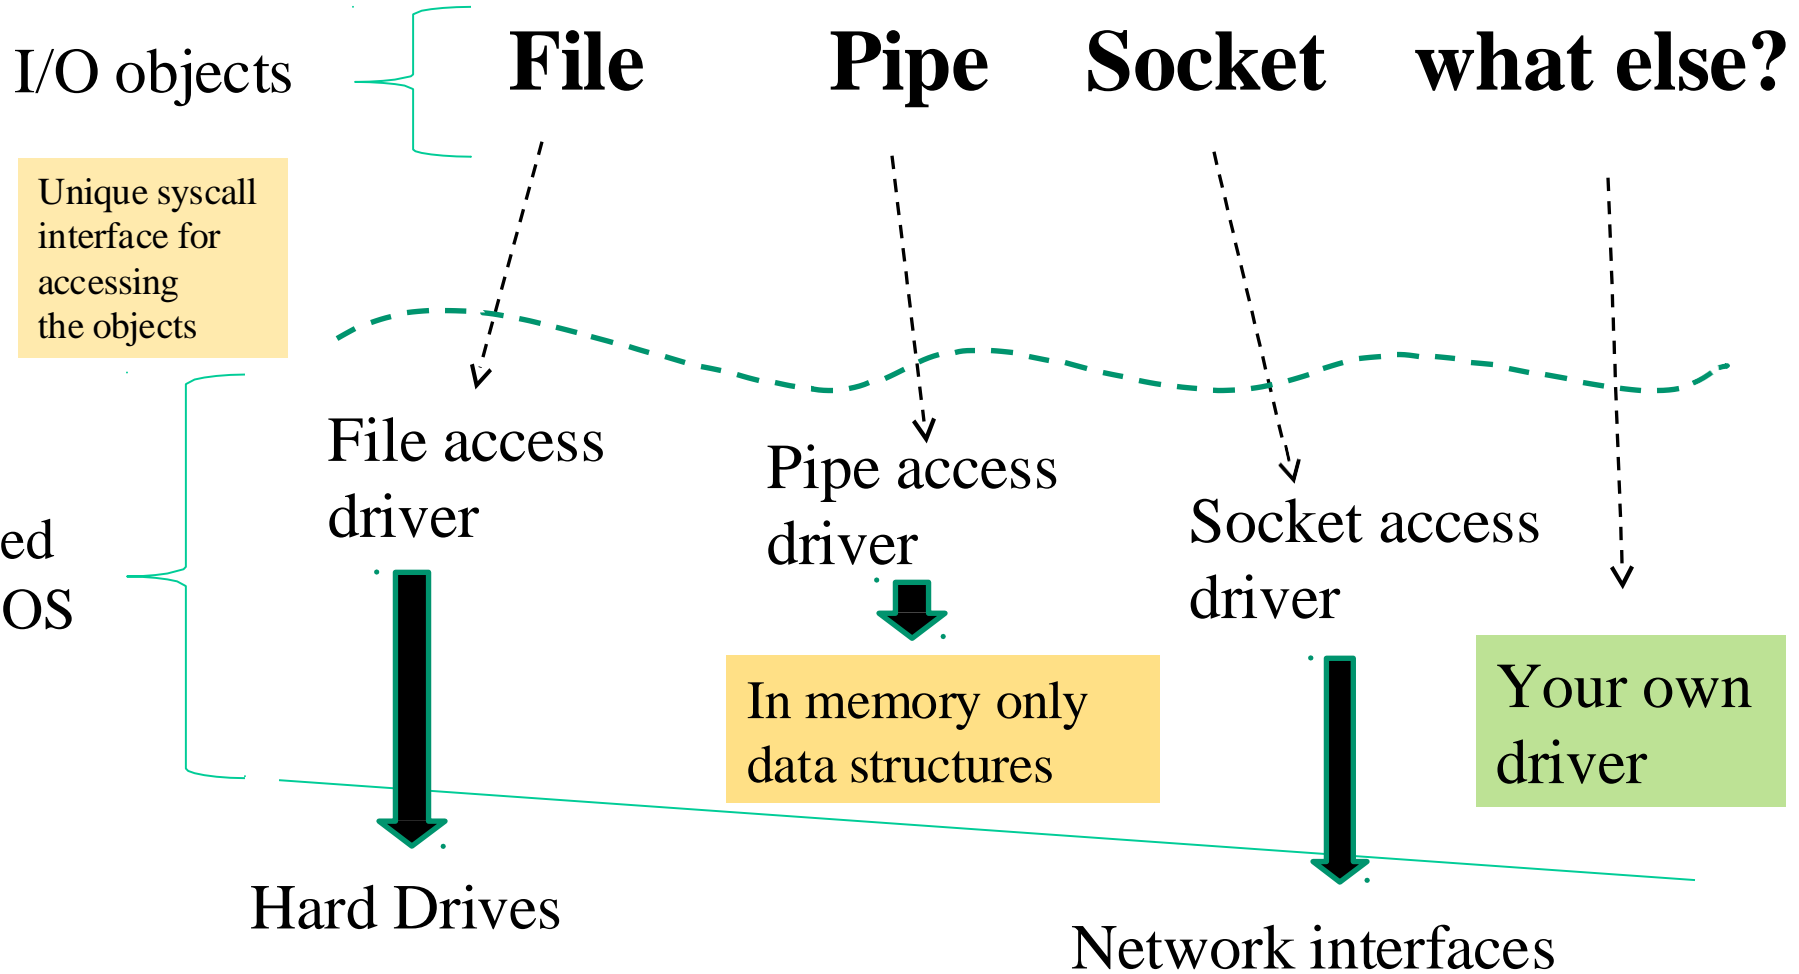 I/O objects
File
Pipe
Socket
what else?
Unique syscall
interface for
accessing
the objects
File access
driver
Pipe access
driver
Socket access
driver
ed
OS
In memory only
data structures
Your own
driver
Hard Drives
Network interfaces